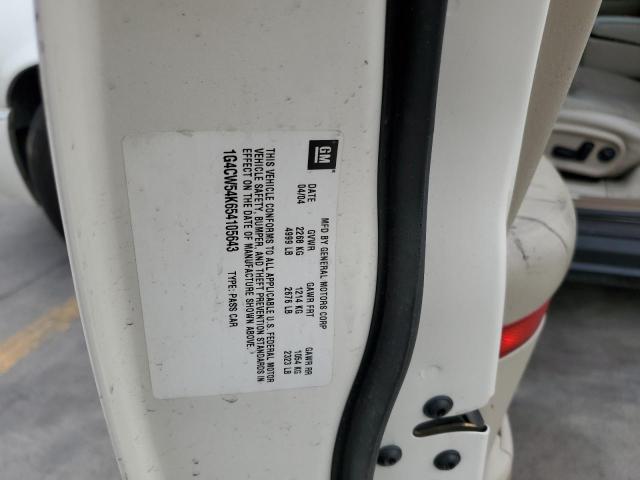 GM
MFD BY GENERAL MOTORS CORP
DATE GVWR GAWR FRT GAWR RR
04/04 2268 KG 1214 KG 1054 KG
4999 LB 2676 LB 2323 LB
THIS VEHICLE CONFORMS TO ALL APPLICABLE U.S. FEDERAL MOTOR
VEHICLE SAFETY, BUMPER, AND THEFT PREVENTION STANDARDS IN
EFFECT ON THE DATE OF MANUFACTURE SHOWN ABOVE.
1G4CW54K654105643 TYPE: PASS CAR